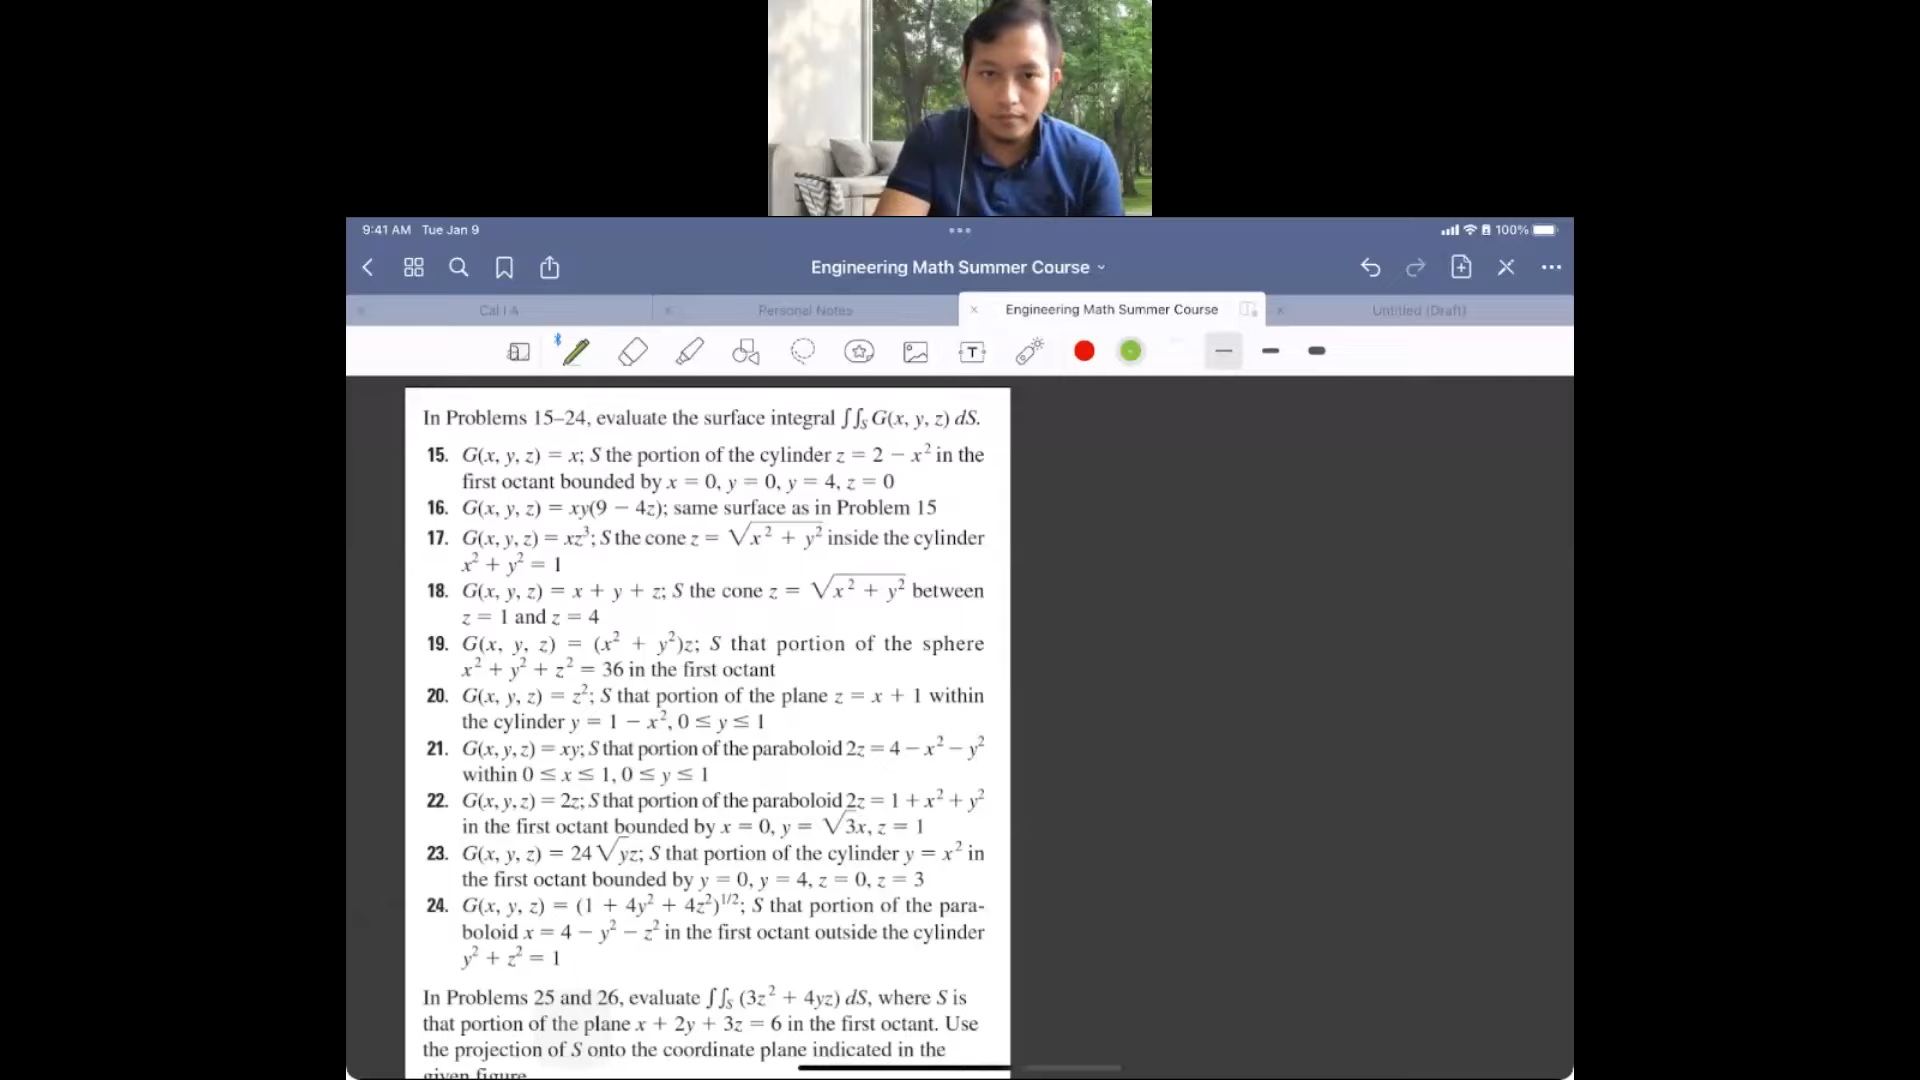 9:41 AM Tue Jan 9
100%
Engineering Math Summer Course
Cal I A
Personal Notes
Engineering Math Summer Course
Untitled (Draft)
In Problems 15–24, evaluate the surface integral ∫∫S G(x, y, z) dS.
15. G(x, y, z) = x; S the portion of the cylinder z = 2 − x² in the
first octant bounded by x = 0, y = 0, y = 4, z = 0
16. G(x, y, z) = xy(9 − 4z); same surface as in Problem 15
17. G(x, y, z) = xz³; S the cone z = √x² + y² inside the cylinder
x² + y² = 1
18. G(x, y, z) = x + y + z; S the cone z = √x² + y² between
z = 1 and z = 4
19. G(x, y, z) = (x² + y²)z; S that portion of the sphere
x² + y² + z² = 36 in the first octant
20. G(x, y, z) = z²; S that portion of the plane z = x + 1 within
the cylinder y = 1 − x², 0 ≤ y ≤ 1
21. G(x, y, z) = xy; S that portion of the paraboloid 2z = 4 − x² − y²
within 0 ≤ x ≤ 1, 0 ≤ y ≤ 1
22. G(x, y, z) = 2z; S that portion of the paraboloid 2z = 1 + x² + y²
in the first octant bounded by x = 0, y = √3x, z = 1
23. G(x, y, z) = 24√yz; S that portion of the cylinder y = x² in
the first octant bounded by y = 0, y = 4, z = 0, z = 3
24. G(x, y, z) = (1 + 4y² + 4z²)^1/2; S that portion of the para-
boloid x = 4 − y² − z² in the first octant outside the cylinder
y² + z² = 1
In Problems 25 and 26, evaluate ∫∫S (3z² + 4yz) dS, where S is
that portion of the plane x + 2y + 3z = 6 in the first octant. Use
the projection of S onto the coordinate plane indicated in the
given figure.